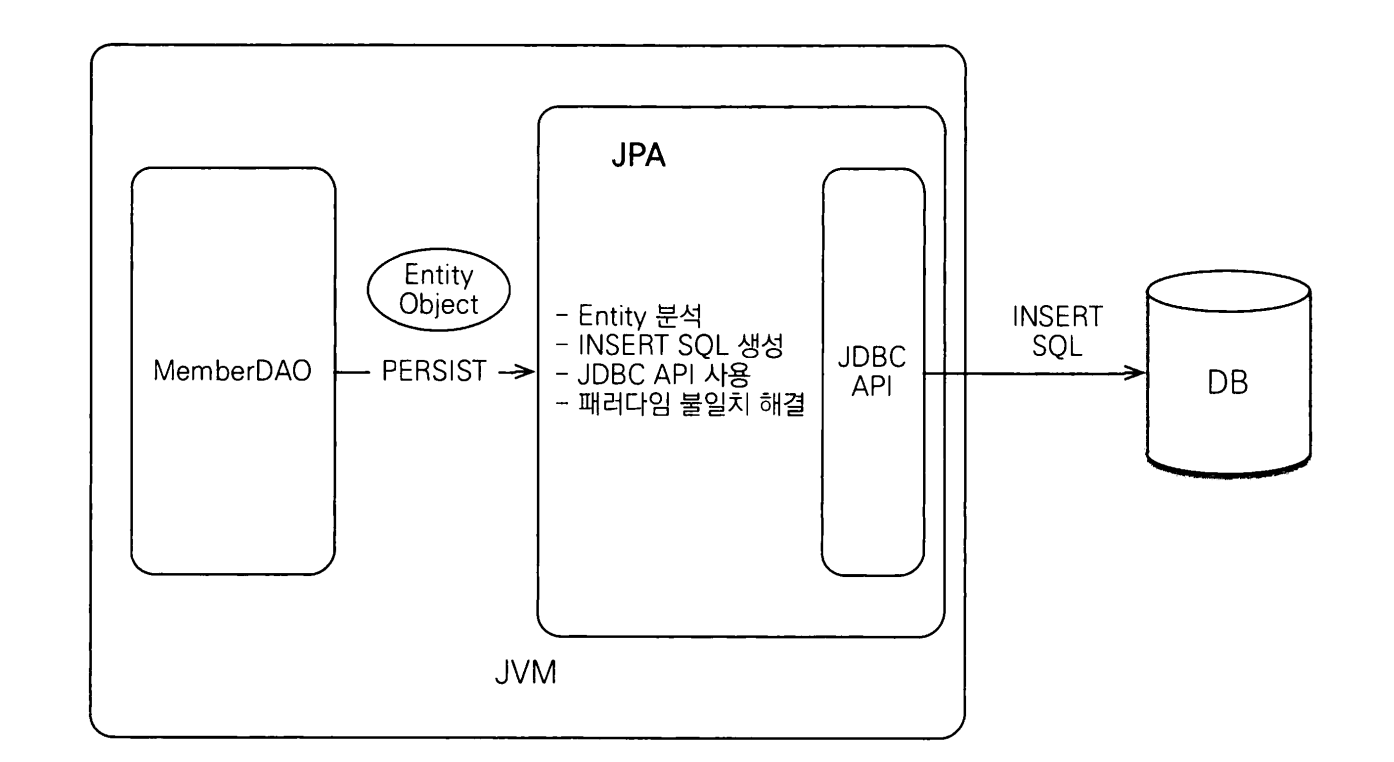 JPA
Entity
Object
MemberDAO
PERSIST
- Entity 분석
- INSERT SQL 생성
- JDBC API 사용
- 패러다임 불일치 해결
JDBC
API
INSERT
SQL
DB
JVM